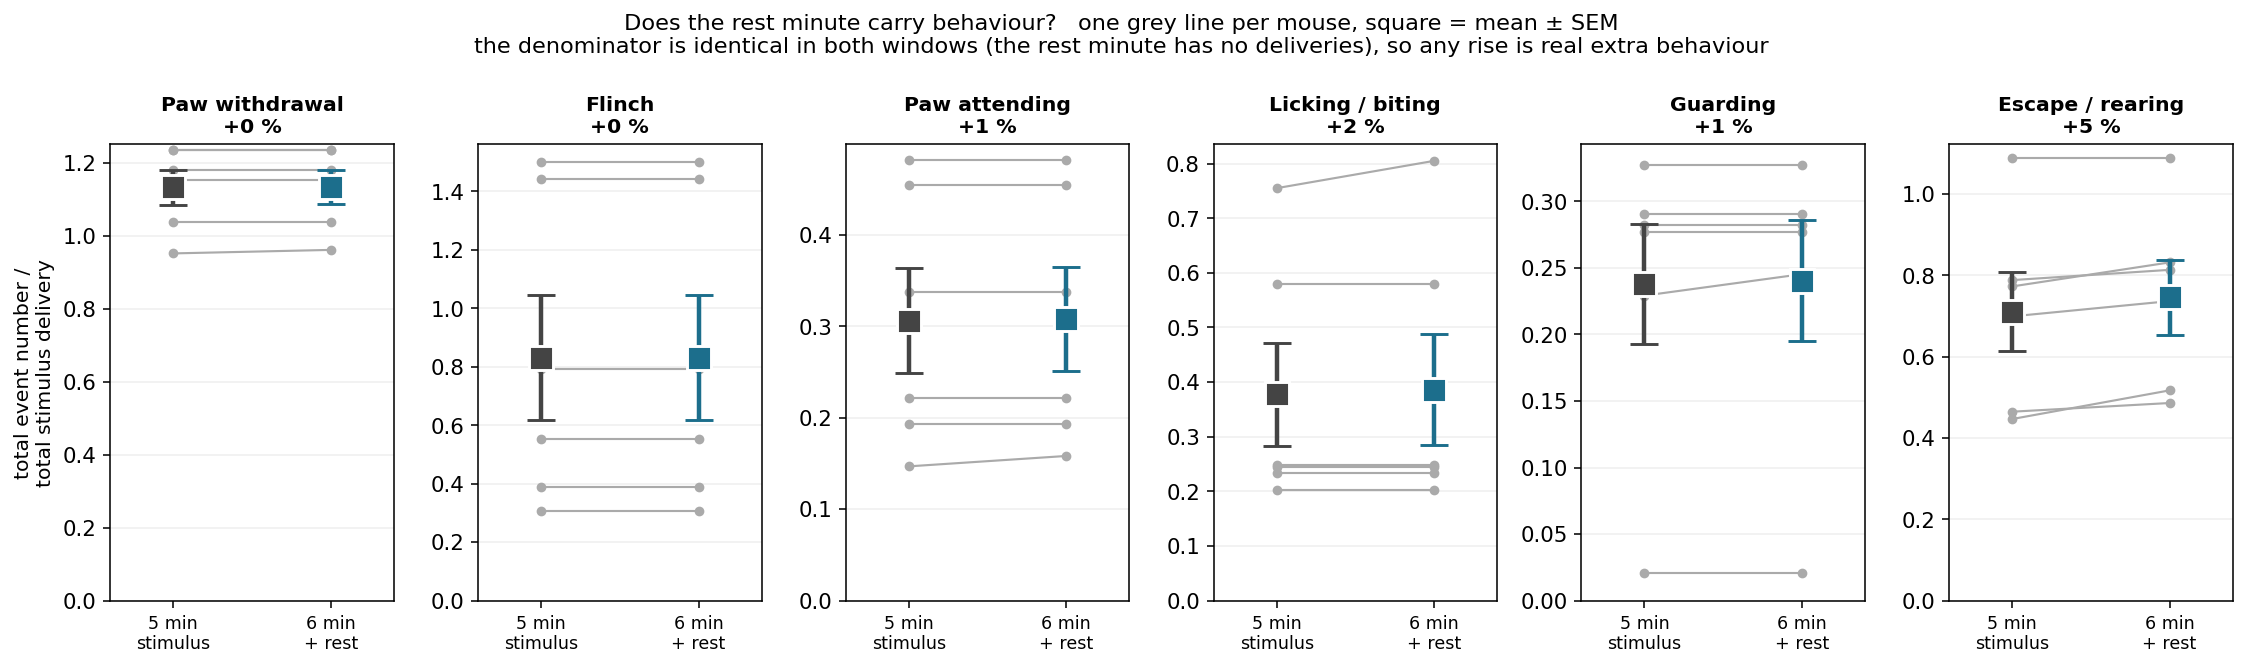 Does the rest minute carry behaviour?   one grey line per mouse, square = mean ± SEM
the denominator is identical in both windows (the rest minute has no deliveries), so any rise is real extra behaviour
total event number /
total stimulus delivery
Paw withdrawal
+0 %
1.2
1.0
0.8
0.6
0.4
0.2
0.0
5 min
stimulus
6 min
+ rest
Flinch
+0 %
1.4
1.2
1.0
0.8
0.6
0.4
0.2
0.0
5 min
stimulus
6 min
+ rest
Paw attending
+1 %
0.4
0.3
0.2
0.1
0.0
5 min
stimulus
6 min
+ rest
Licking / biting
+2 %
0.8
0.7
0.6
0.5
0.4
0.3
0.2
0.1
0.0
5 min
stimulus
6 min
+ rest
Guarding
+1 %
0.30
0.25
0.20
0.15
0.10
0.05
0.00
5 min
stimulus
6 min
+ rest
Escape / rearing
+5 %
1.0
0.8
0.6
0.4
0.2
0.0
5 min
stimulus
6 min
+ rest